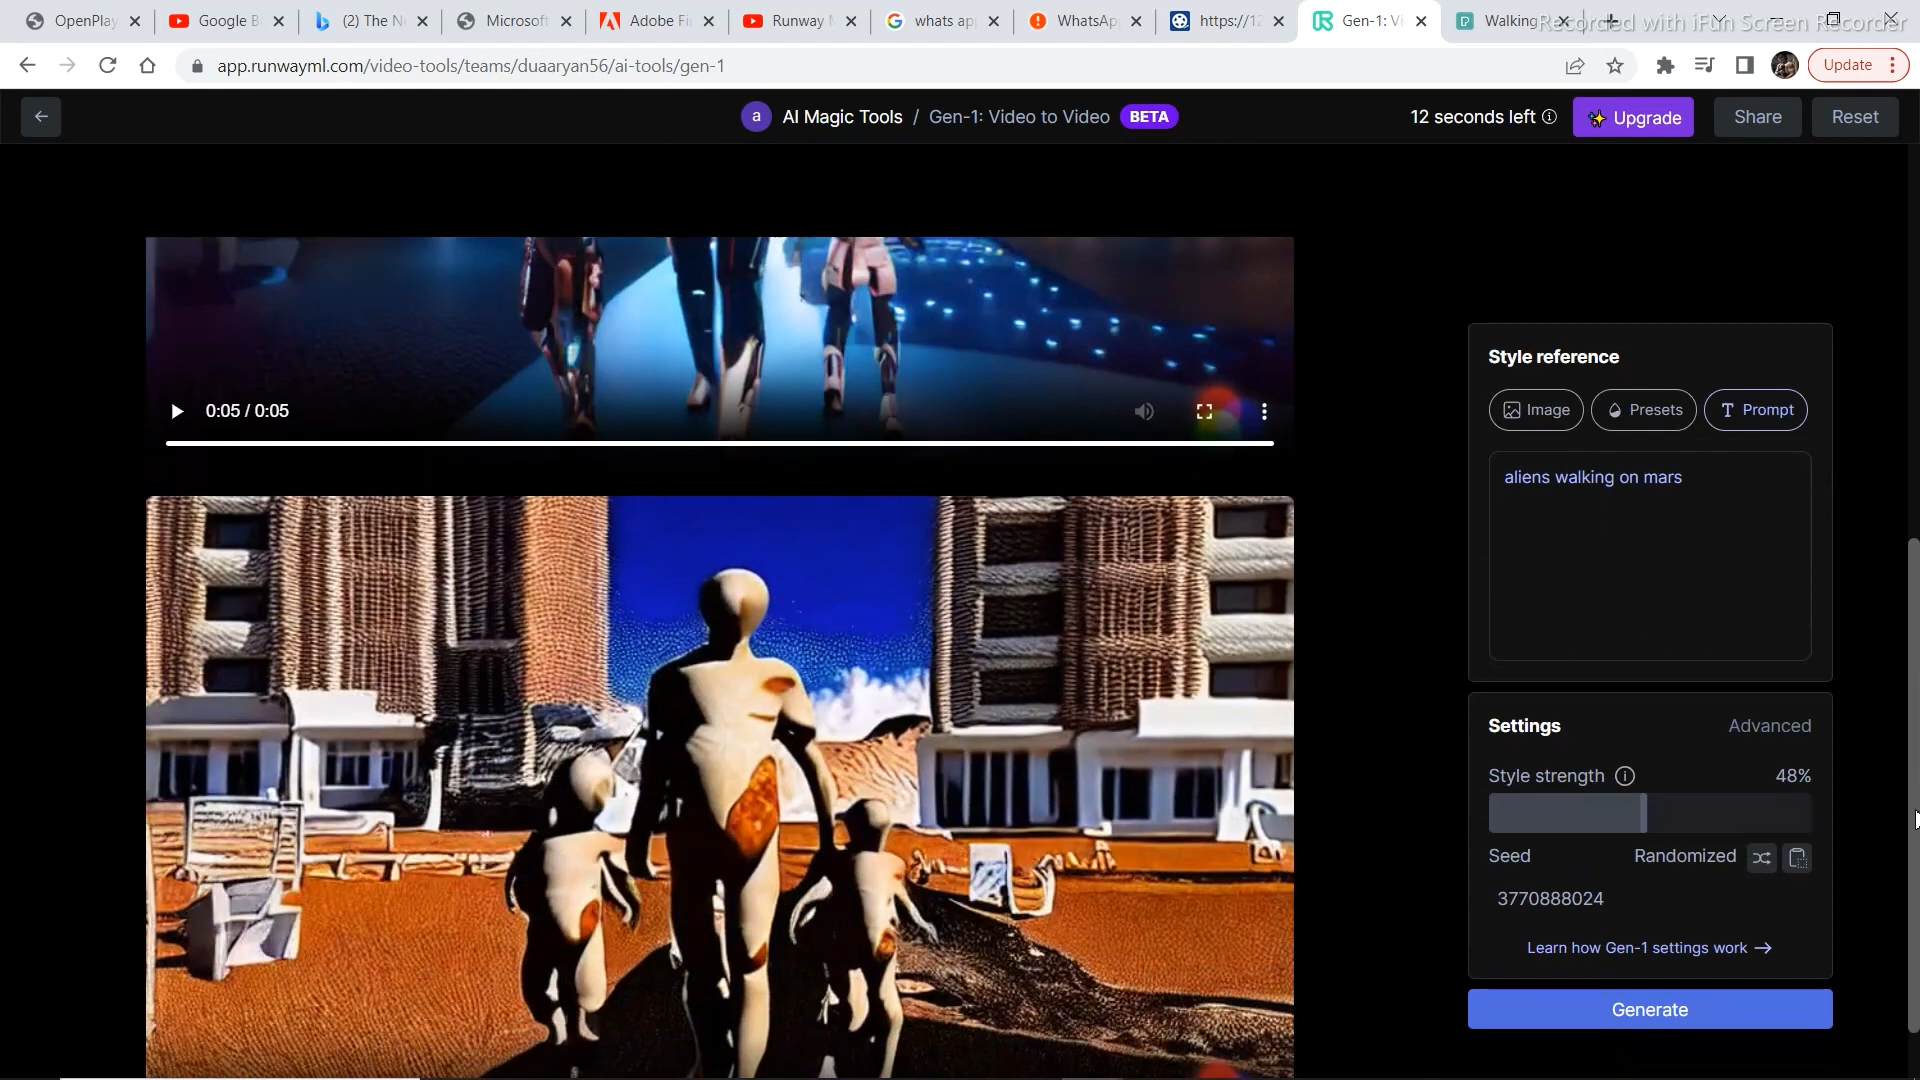 OpenPlay
Google B
(2) The N
Microsoft
Adobe Fi
Runway
whats ap
WhatsAp
https://12
Gen-1: Vi
Walking
Recorded with iFun Screen Recorder
app.runwayml.com/video-tools/teams/duaaryan56/ai-tools/gen-1
Update
a
AI Magic Tools / Gen-1: Video to Video BETA
12 seconds left
Upgrade
Share
Reset
0:05 / 0:05
Style reference
Image
Presets
Prompt
aliens walking on mars
Settings
Advanced
Style strength
48%
Seed
Randomized
3770888024
Learn how Gen-1 settings work →
Generate